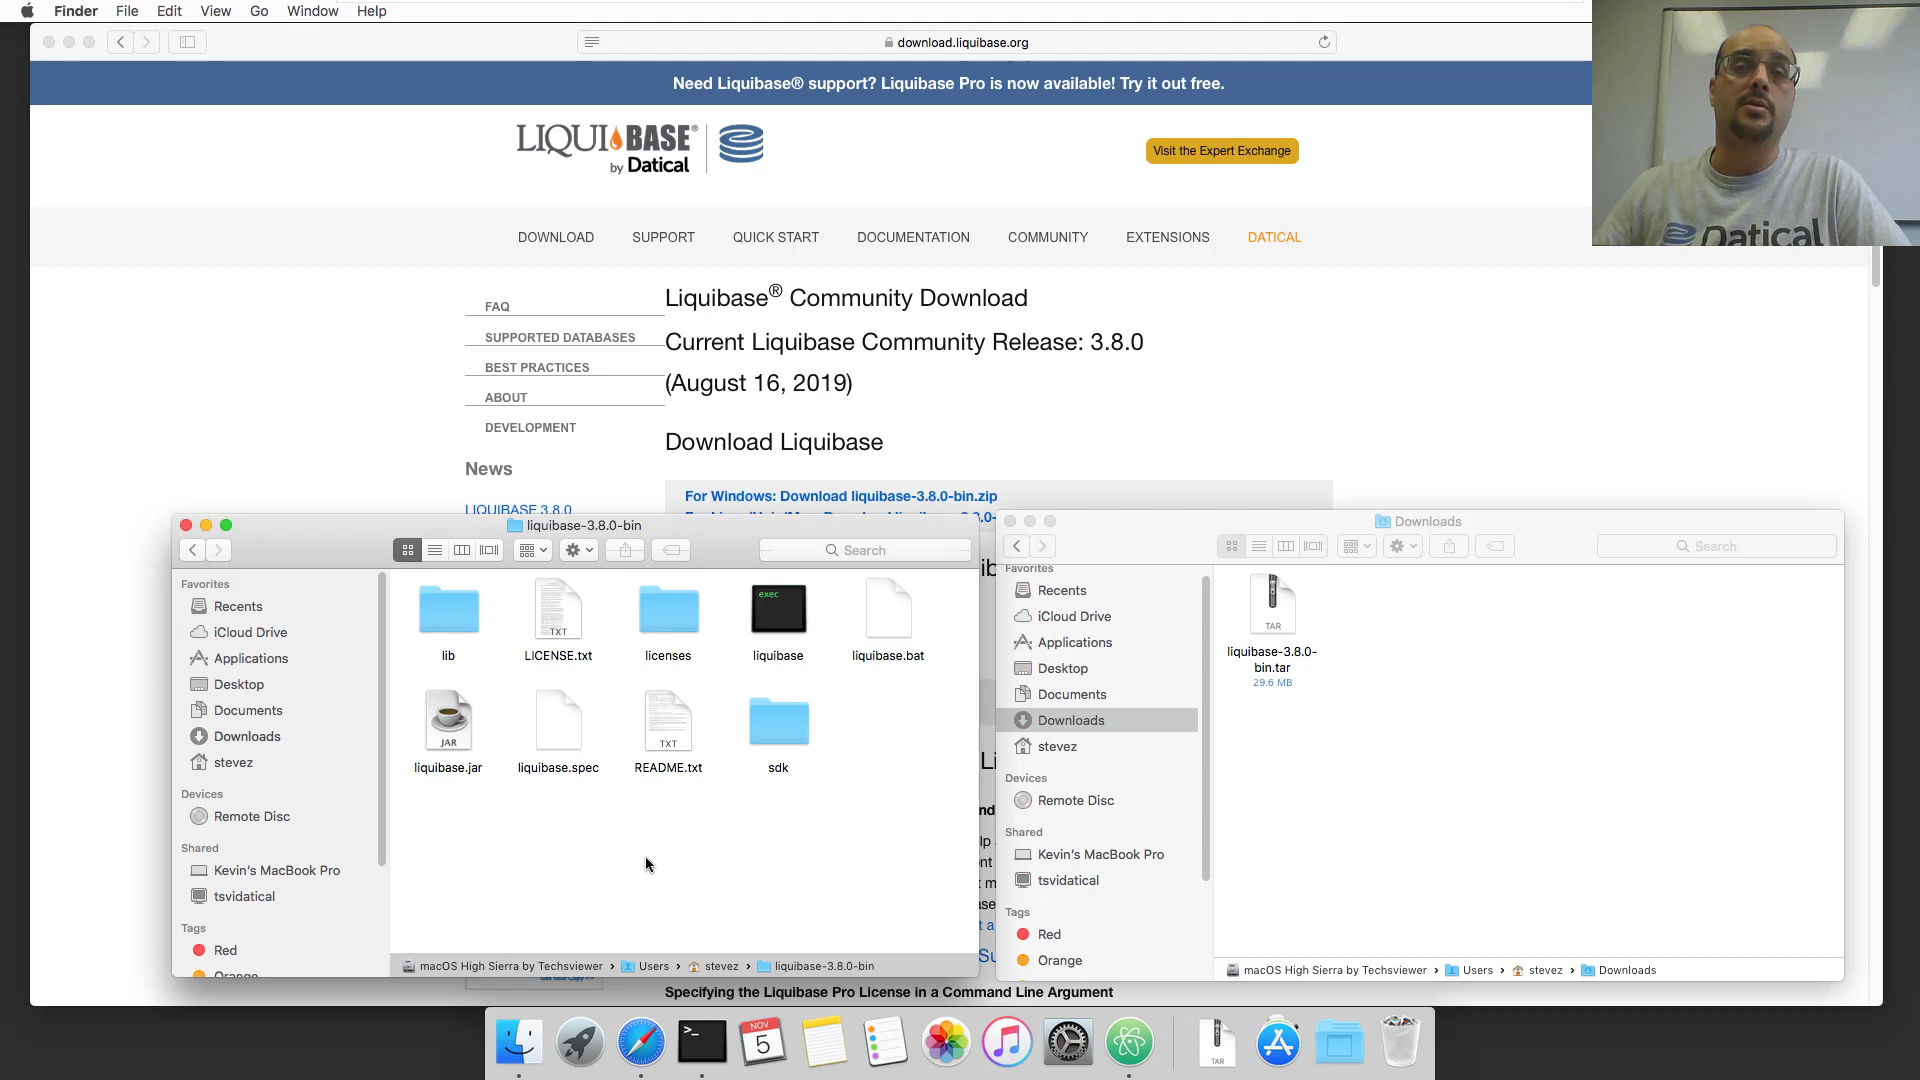 Finder File Edit View Go Window Help
download.liquibase.org
Need Liquibase® support? Liquibase Pro is now available! Try it out free.
LIQUIBASE®
by Datical
Visit the Expert Exchange
DOWNLOAD SUPPORT QUICK START DOCUMENTATION COMMUNITY EXTENSIONS DATICAL
Datical
FAQ
SUPPORTED DATABASES
BEST PRACTICES
ABOUT
DEVELOPMENT
News
LIQUIBASE 3.8.0
Liquibase® Community Download
Current Liquibase Community Release: 3.8.0
(August 16, 2019)
Download Liquibase
For Windows: Download liquibase-3.8.0-bin.zip
liquibase-3.8.0-bin
Search
Favorites
Recents
iCloud Drive
Applications
Desktop
Documents
Downloads
stevez
Devices
Remote Disc
Shared
Kevin's MacBook Pro
tsvidatical
Tags
Red
Orange
exec
TXT
lib LICENSE.txt licenses liquibase liquibase.bat
JAR
TXT
liquibase.jar liquibase.spec README.txt sdk
macOS High Sierra by Techsviewer › Users › stevez › liquibase-3.8.0-bin
Downloads
Search
Favorites
Recents
iCloud Drive
Applications
Desktop
Documents
Downloads
stevez
Devices
Remote Disc
Shared
Kevin's MacBook Pro
tsvidatical
Tags
Red
Orange
TAR
liquibase-3.8.0-
bin.tar
29.6 MB
macOS High Sierra by Techsviewer › Users › stevez › Downloads
Specifying the Liquibase Pro License in a Command Line Argument
>_
NOV
5
TAR